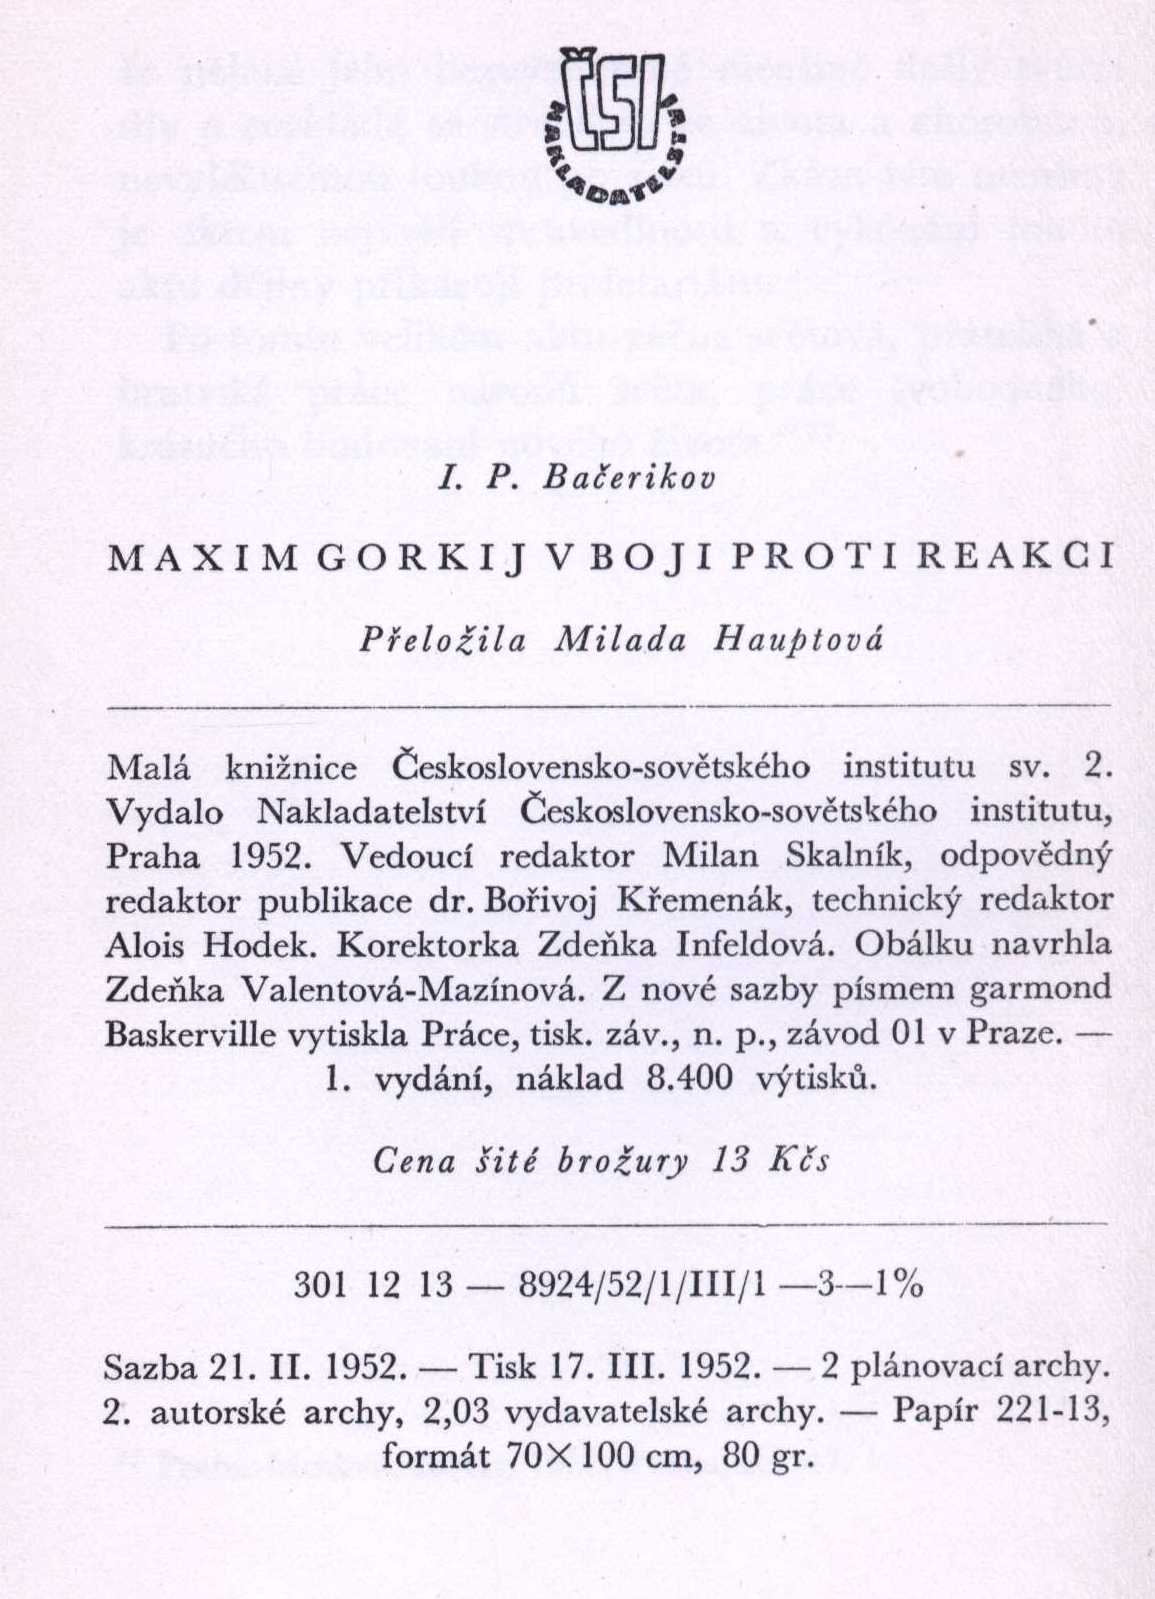 ČSI
NAKLADATELSTVÍ
I. P. Bačerikov
MAXIM GORKIJ V BOJI PROTI REAKCI
Přeložila Milada Hauptová
Malá knižnice Československo-sovětského institutu sv. 2.
Vydalo Nakladatelství Československo-sovětského institutu,
Praha 1952. Vedoucí redaktor Milan Skalník, odpovědný
redaktor publikace dr. Bořivoj Křemenák, technický redaktor
Alois Hodek. Korektorka Zdeňka Infeldová. Obálku navrhla
Zdeňka Valentová-Mazínová. Z nové sazby písmem garmond
Baskerville vytiskla Práce, tisk. záv., n. p., závod 01 v Praze. —
1. vydání, náklad 8.400 výtisků.
Cena šité brožury 13 Kčs
301 12 13 — 8924/52/1/III/1 —3—1%
Sazba 21. II. 1952. — Tisk 17. III. 1952. — 2 plánovací archy.
2. autorské archy, 2,03 vydavatelské archy. — Papír 221-13,
formát 70×100 cm, 80 gr.